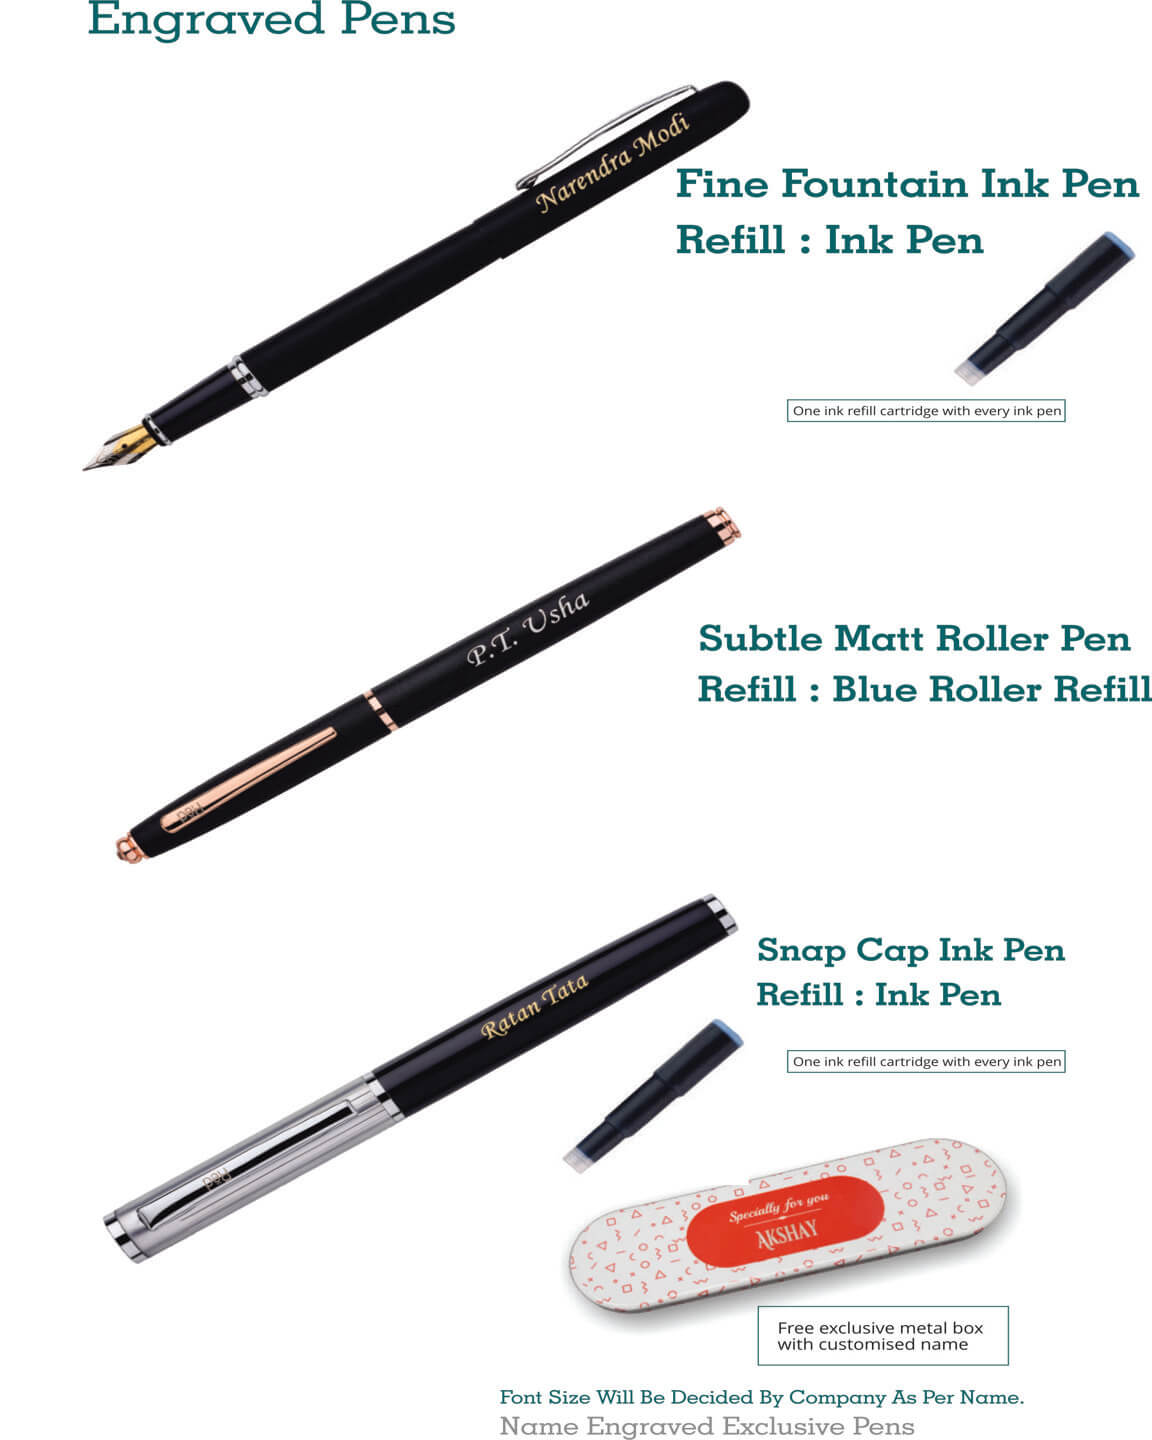 Engraved Pens
Narendra Modi
Fine Fountain Ink Pen
Refill : Ink Pen
One ink refill cartridge with every ink pen
P.T. Usha
Subtle Matt Roller Pen
Refill : Blue Roller Refill
Ratan Tata
Snap Cap Ink Pen
Refill : Ink Pen
One ink refill cartridge with every ink pen
Specially for you
AKSHAY
Free exclusive metal box
with customised name
Font Size Will Be Decided By Company As Per Name.
Name Engraved Exclusive Pens